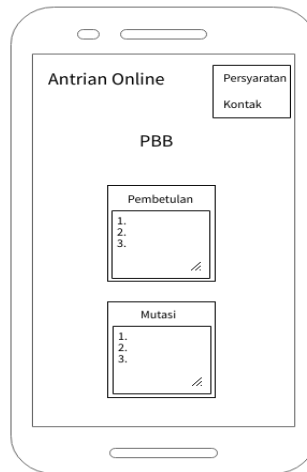 Antrian Online
Persyaratan
Kontak
PBB
Pembetulan
1.
2.
3.
Mutasi
1.
2.
3.